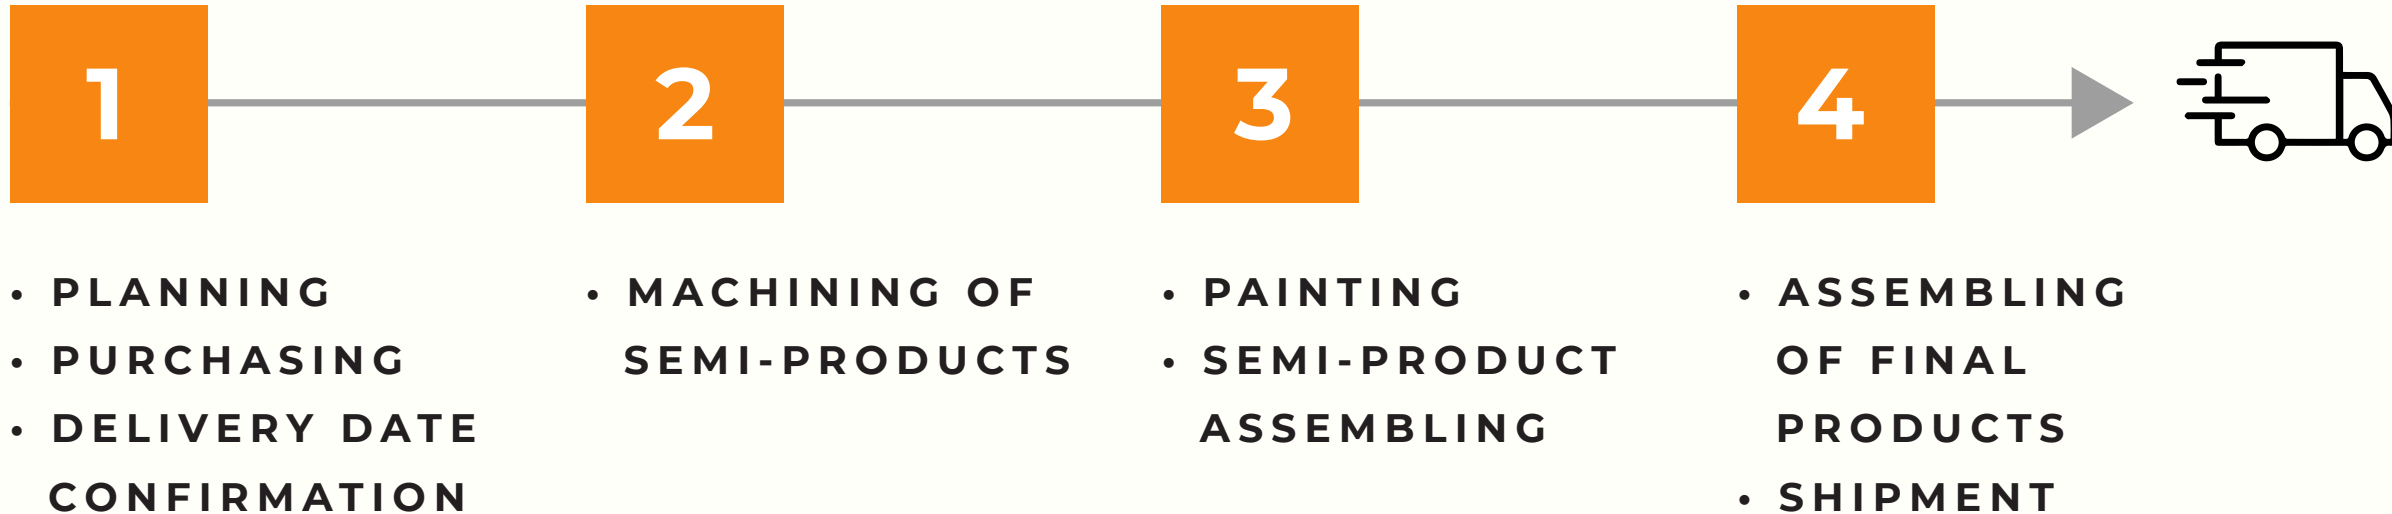 1
2
3
4
• PLANNING
• PURCHASING
• DELIVERY DATE
CONFIRMATION
• MACHINING OF
SEMI-PRODUCTS
• PAINTING
• SEMI-PRODUCT
ASSEMBLING
• ASSEMBLING
OF FINAL
PRODUCTS
• SHIPMENT